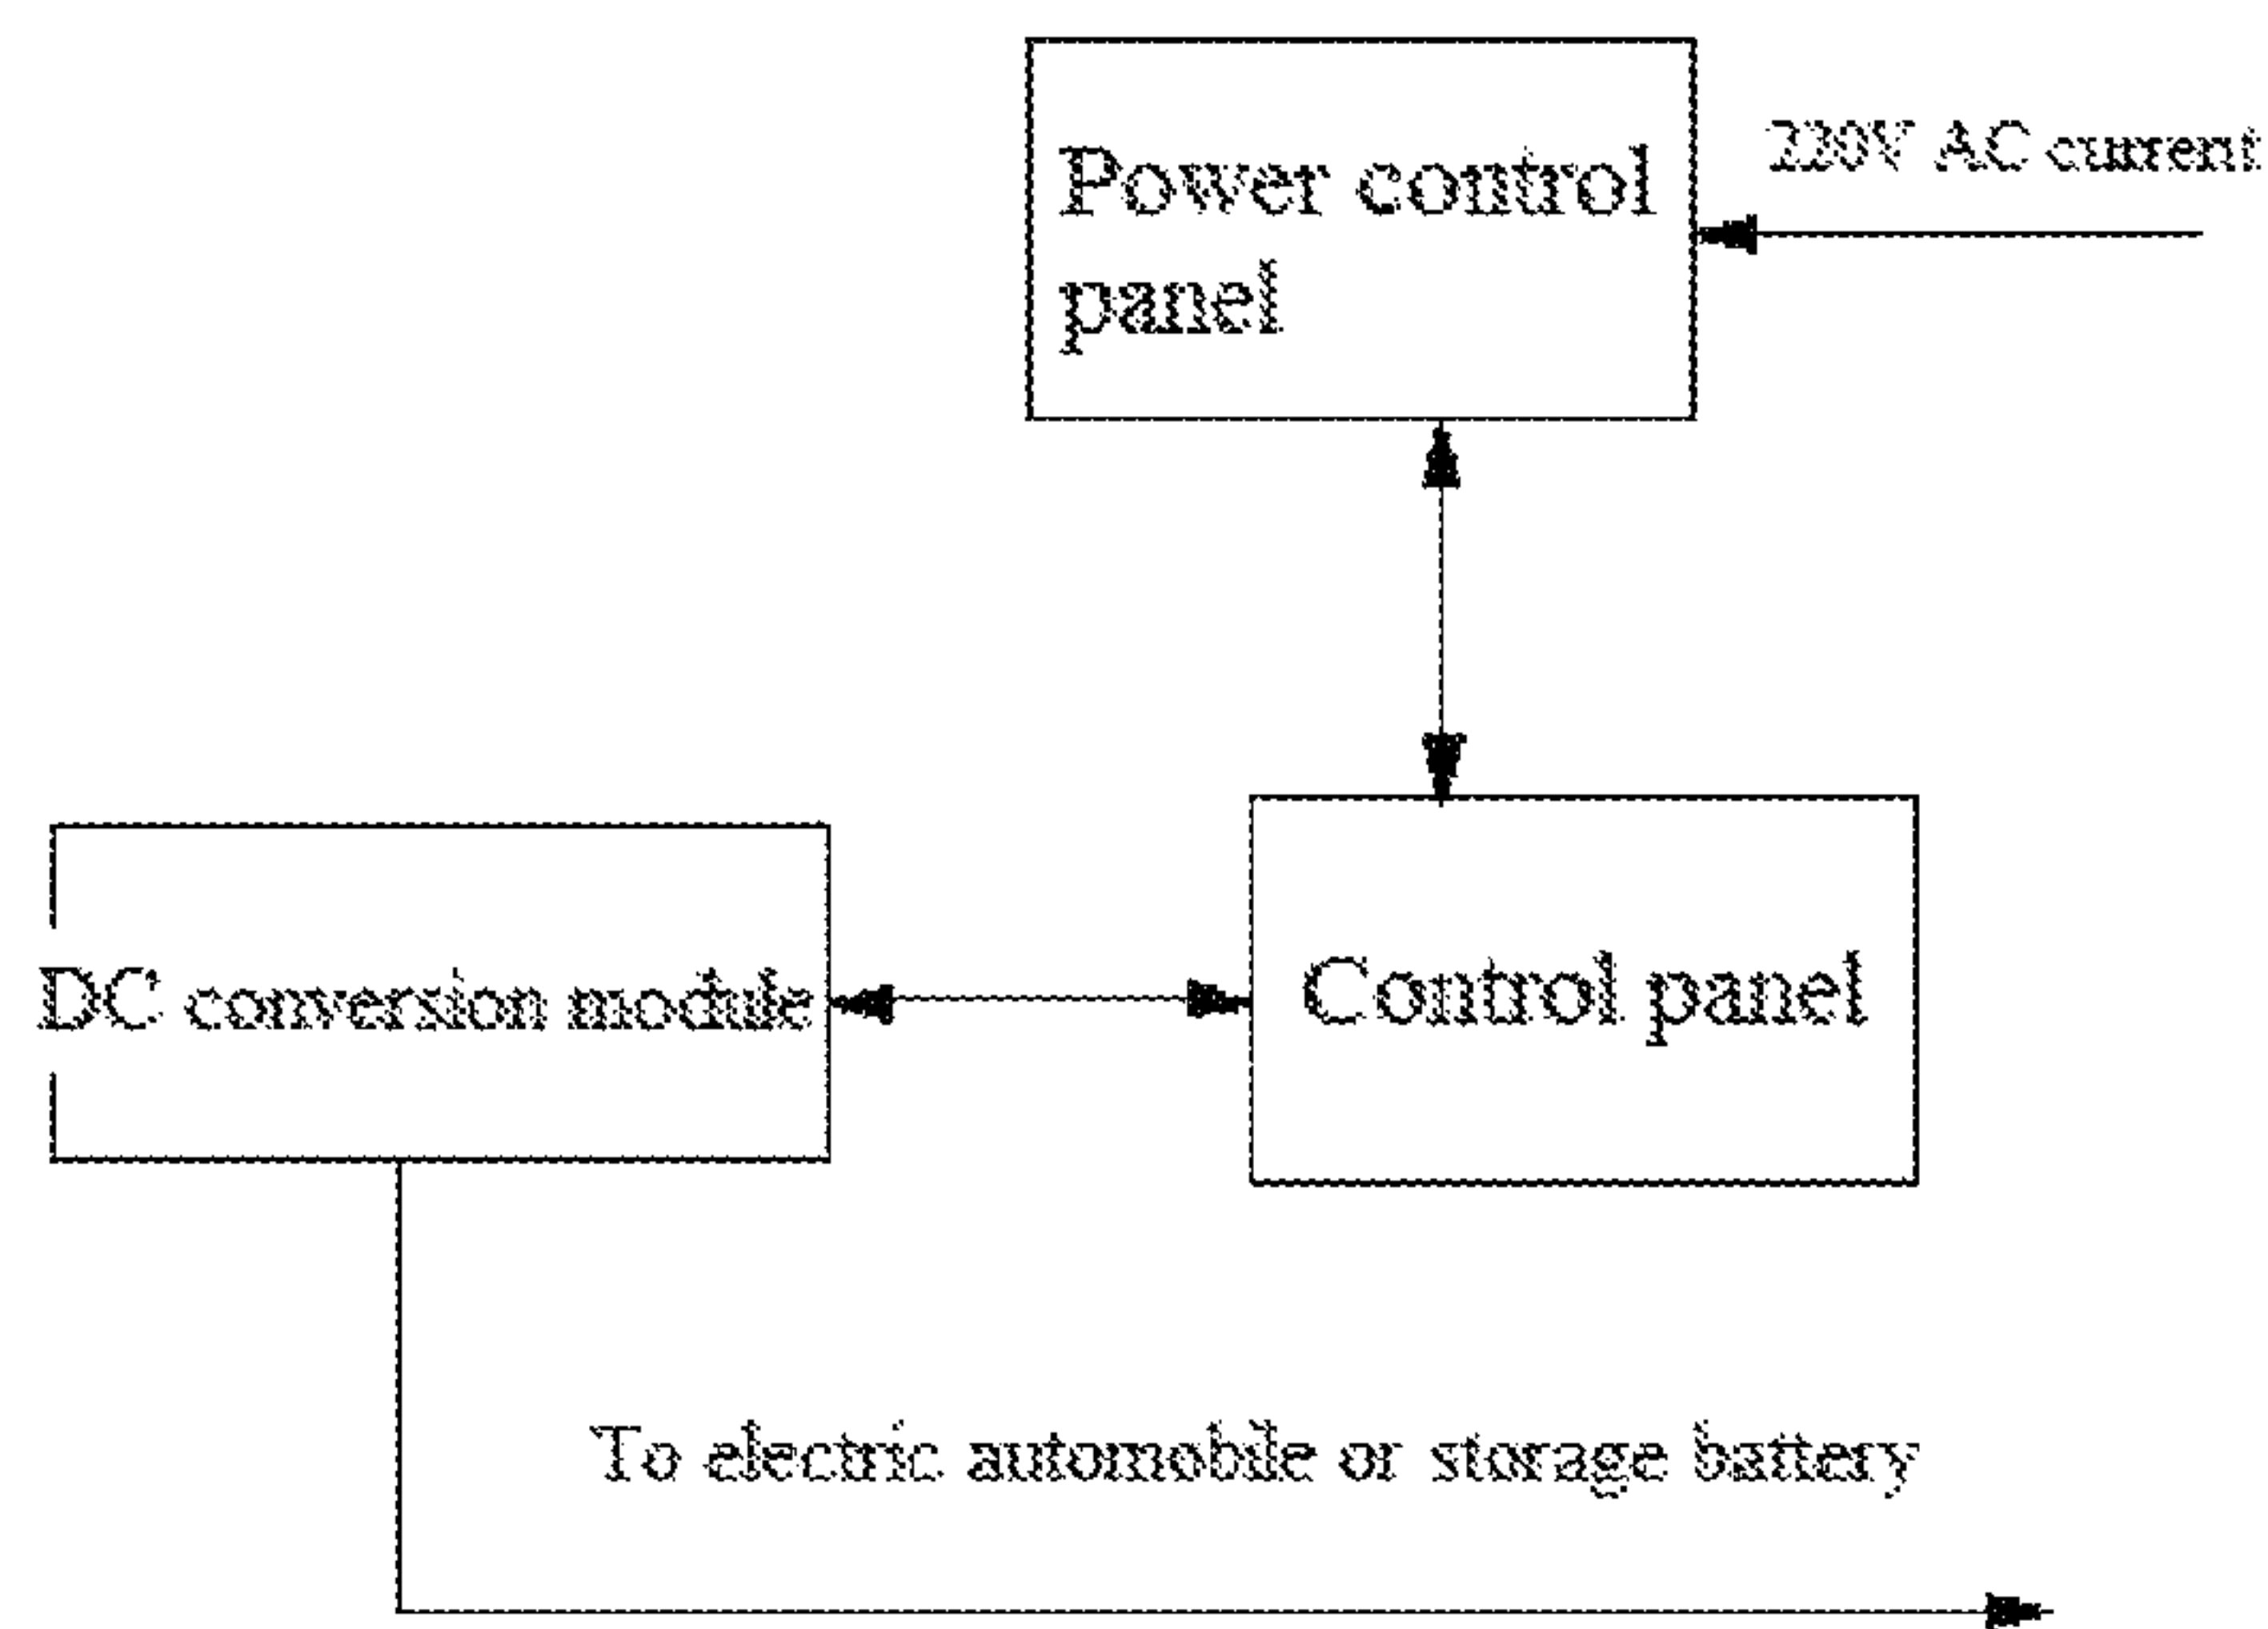 Power control
panel
220V AC current
DC conversion module
Control panel
To electric automobile or storage battery